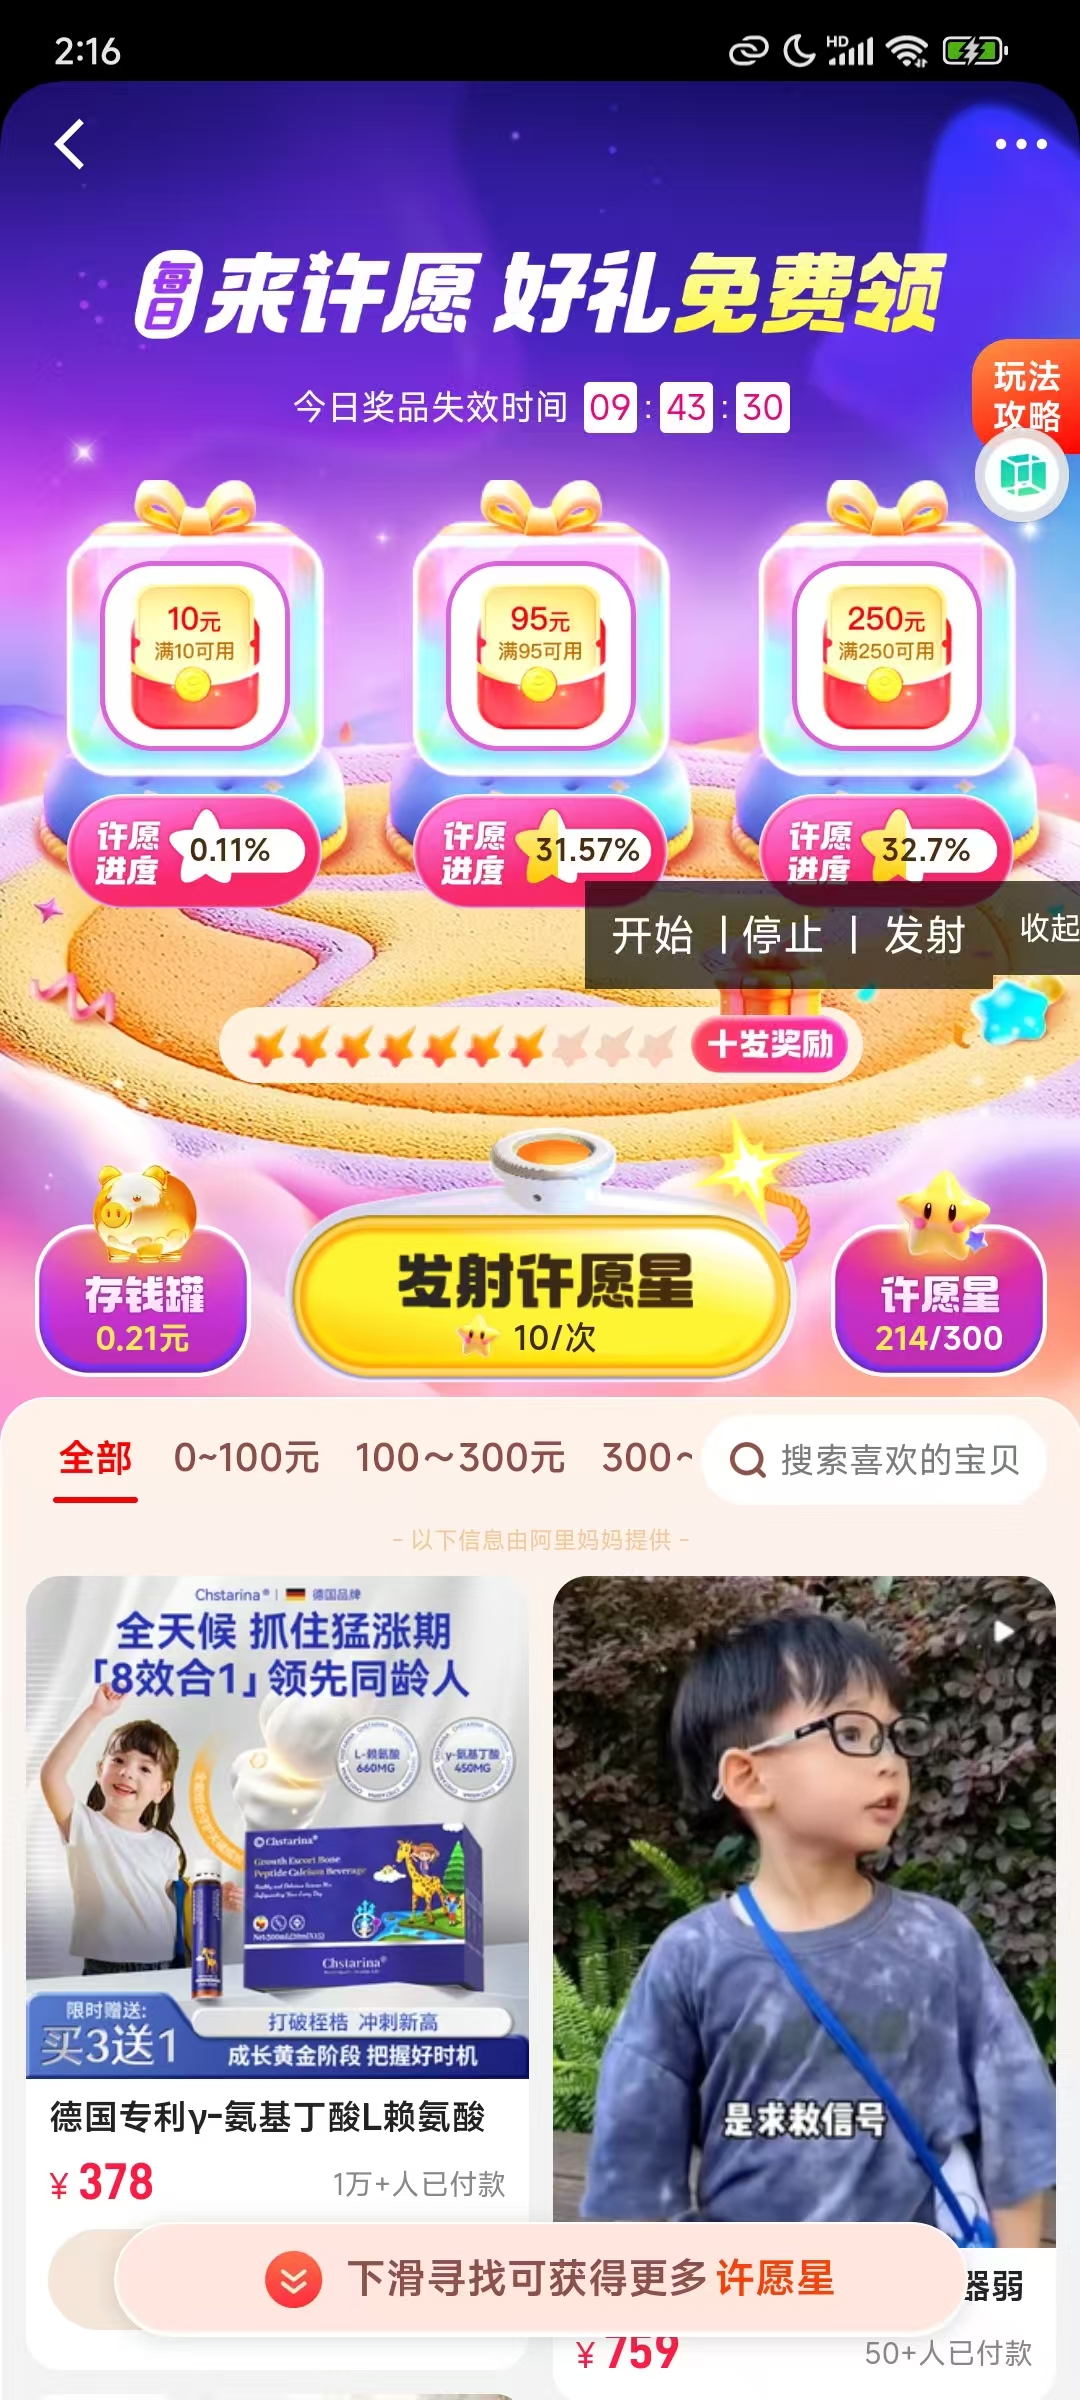 2:16
HD
每日来许愿 好礼免费领
今日奖品失效时间 09 : 43 : 30
玩法
攻略
10元
满10可用
95元
满95可用
250元
满250可用
许愿进度 0.11%
许愿进度 31.57%
许愿进度 32.7%
开始 | 停止 | 发射 收起
十发奖励
存钱罐
0.21元
发射许愿星
10/次
许愿星
214/300
全部 0~100元 100～300元 300~
搜索喜欢的宝贝
- 以下信息由阿里妈妈提供 -
Chstarina® | 德国品牌
全天候 抓住猛涨期
「8效合1」领先同龄人
L-赖氨酸
660MG
γ-氨基丁酸
450MG
Chstarina®
Growth Escort Bone
Peptide Calcium Beverage
Chstarina®
限时赠送:
买3送1
打破桎梏 冲刺新高
成长黄金阶段 把握好时机
德国专利γ-氨基丁酸L赖氨酸
¥ 378
1万+人已付款
是求救信号
下滑寻找可获得更多许愿星
器弱
¥ 759
50+人已付款